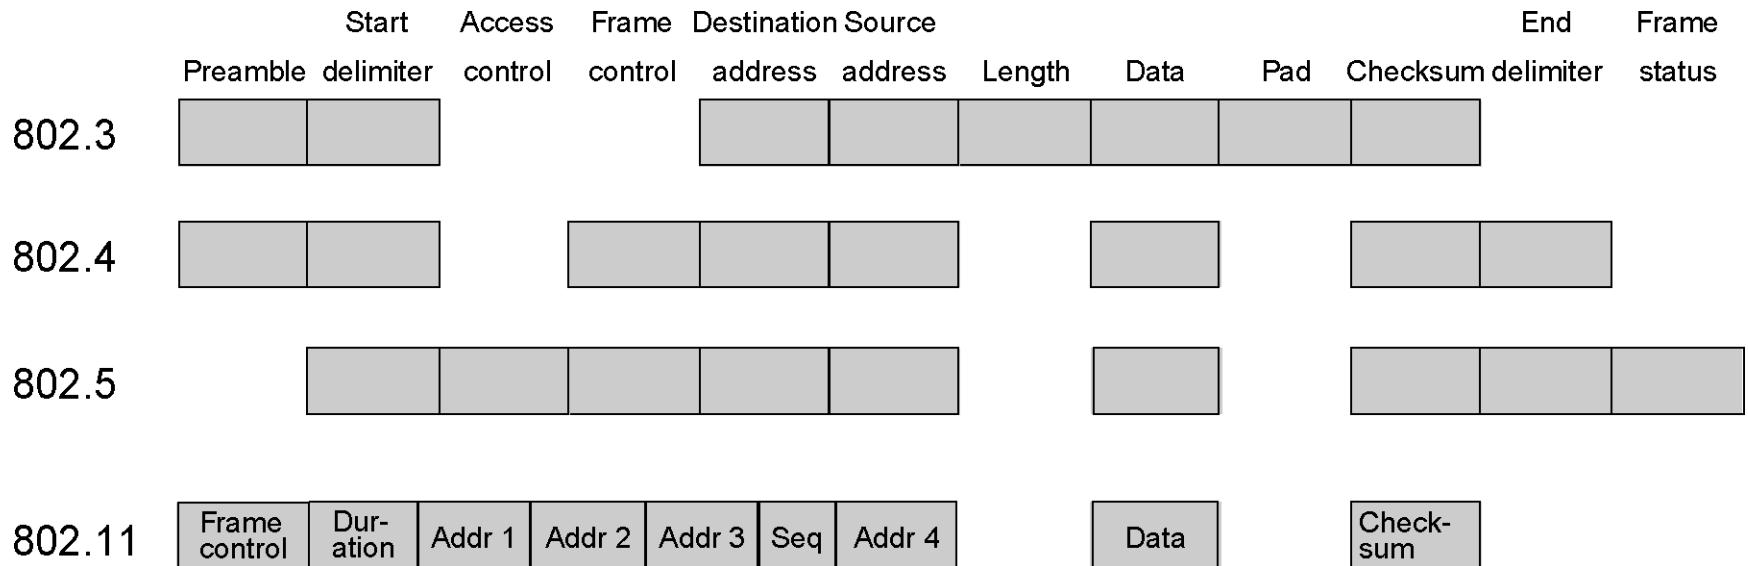 Start Access Frame Destination Source End Frame
Preamble delimiter control control address address Length Data Pad Checksum delimiter status
802.3
802.4
802.5
802.11 Frame control Dur-ation Addr 1 Addr 2 Addr 3 Seq Addr 4 Data Check-sum